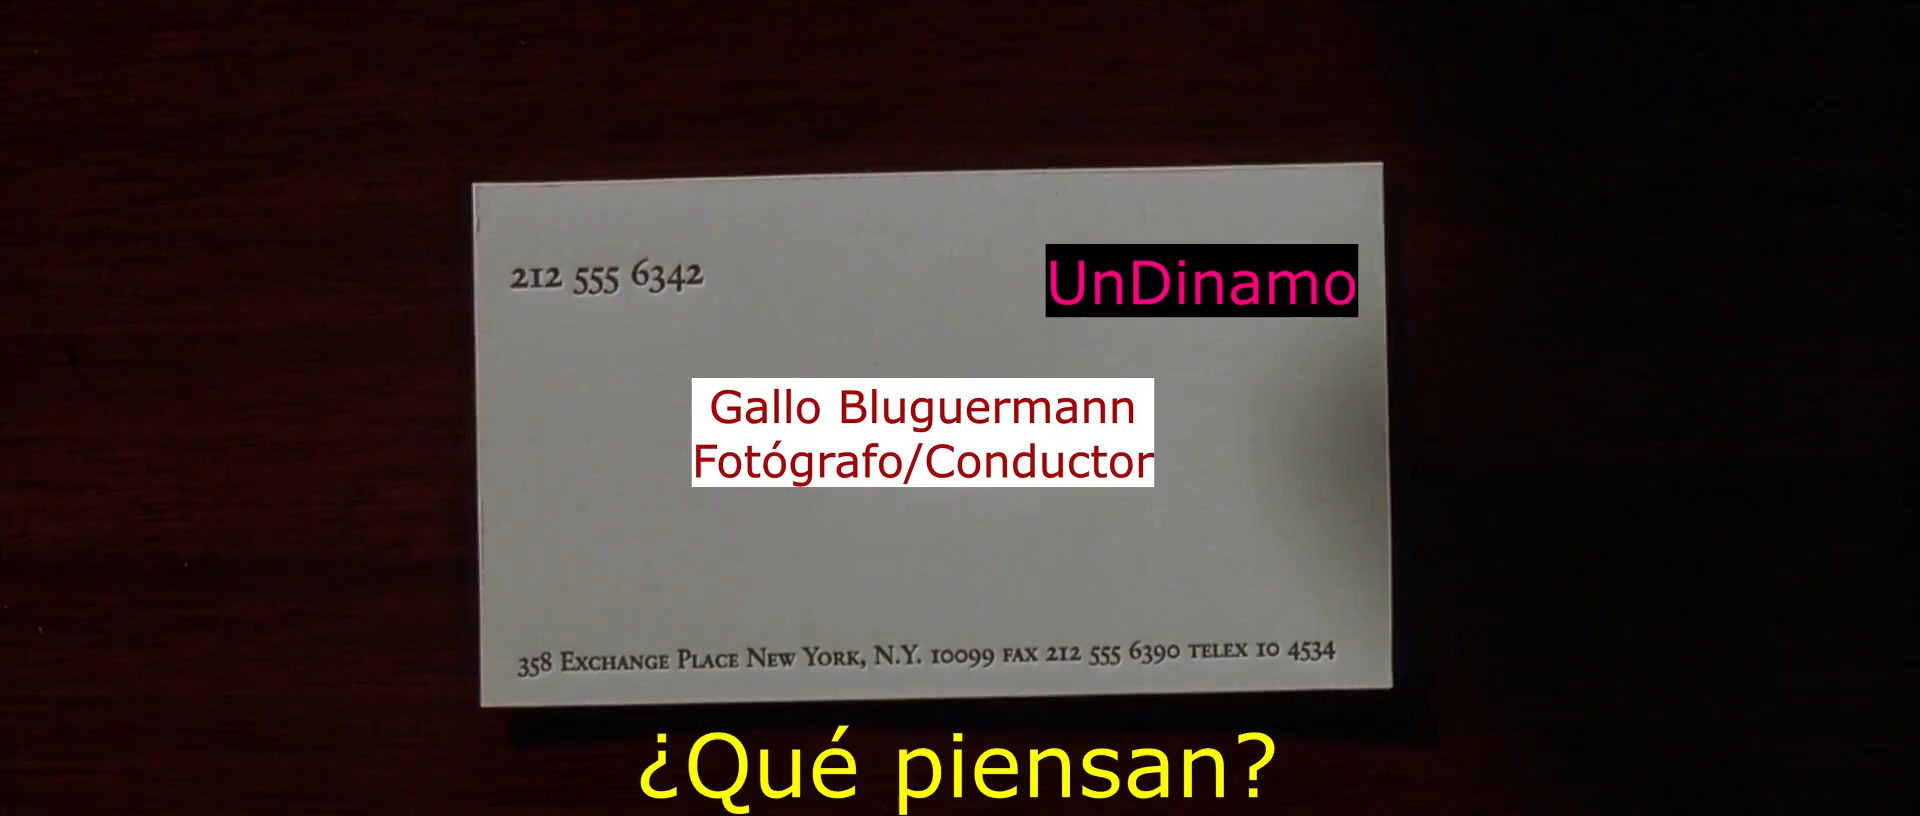 212 555 6342
UnDinamo
Gallo Bluguermann
Fotógrafo/Conductor
358 Exchange Place New York, N.Y. 10099 fax 212 555 6390 telex 10 4534
¿Qué piensan?